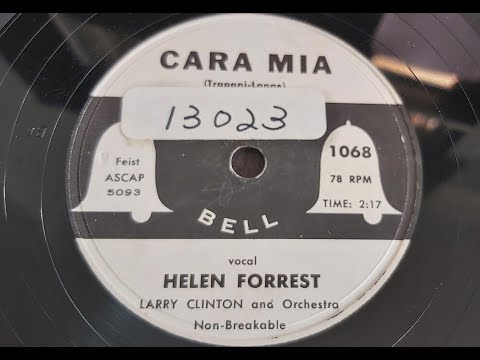 CARA MIA
(Trapani-Lange)
13023
Feist
ASCAP
5093
1068
78 RPM
TIME: 2:17
BELL
vocal
HELEN FORREST
LARRY CLINTON and Orchestra
Non-Breakable